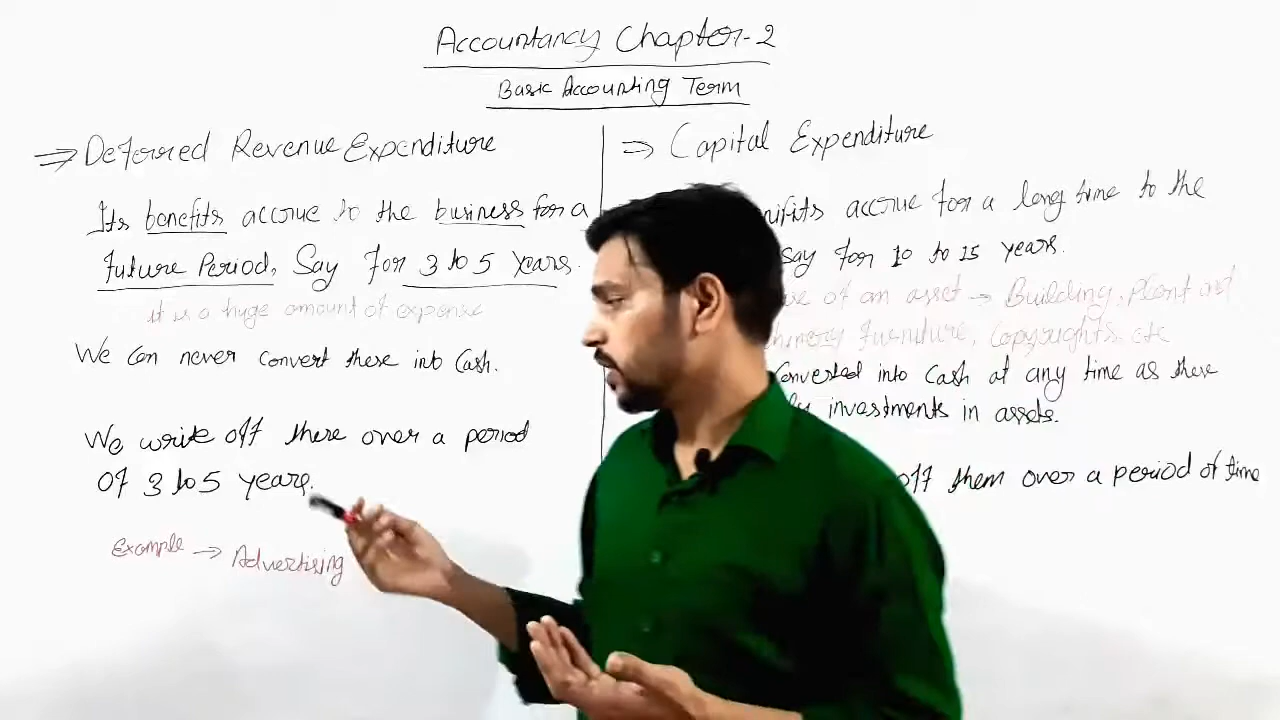 Accountancy Chapter-2
Basic Accounting Term
⇒ Deferred Revenue Expenditure
Its benefits accrue to the business for a
future Period, Say for 3 to 5 years.
it is a huge amount of expense
We can never convert these into Cash.
We write off these over a period
of 3 to 5 years.
Example → Advertising
⇒ Capital Expenditure
accrue for a long time to the
say for 10 to 15 years.
of an asset → Building, Plant and
Furniture, Copyrights, etc
Converted into cash at any time as these
investments in assets.
off them over a period of time